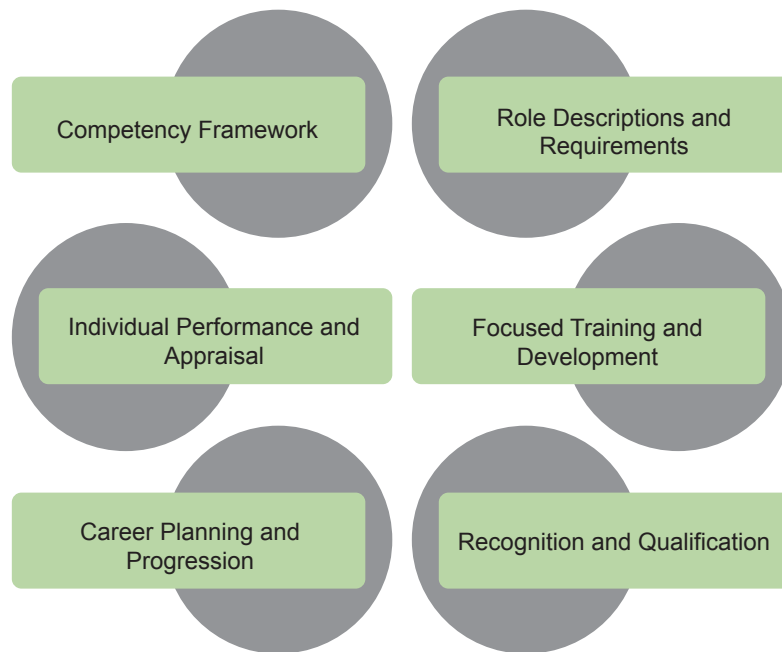 Competency Framework
Role Descriptions and
Requirements
Individual Performance and
Appraisal
Focused Training and
Development
Career Planning and
Progression
Recognition and Qualification